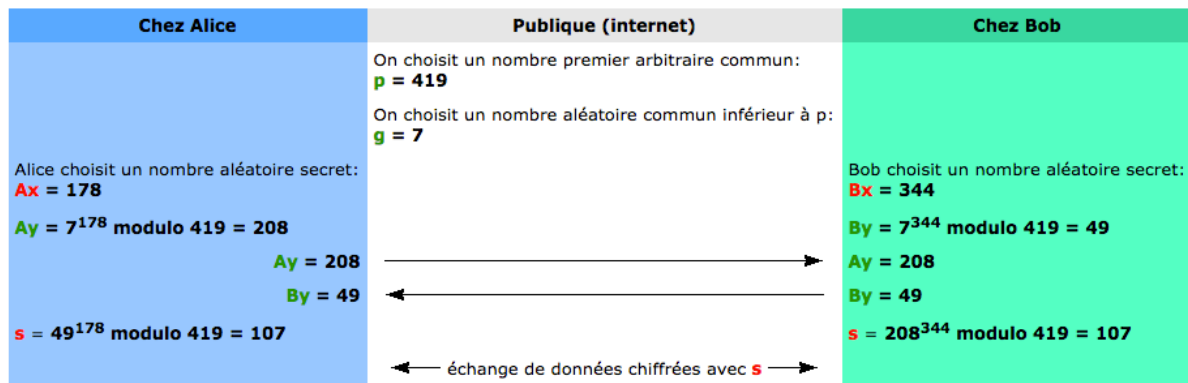 Chez Alice
Publique (internet)
Chez Bob
On choisit un nombre premier arbitraire commun:
p = 419
On choisit un nombre aléatoire commun inférieur à p:
g = 7
Alice choisit un nombre aléatoire secret:
Ax = 178
Ay = 7¹⁷⁸ modulo 419 = 208
Ay = 208
By = 49
s = 49¹⁷⁸ modulo 419 = 107
Bob choisit un nombre aléatoire secret:
Bx = 344
By = 7³⁴⁴ modulo 419 = 49
Ay = 208
By = 49
s = 208³⁴⁴ modulo 419 = 107
échange de données chiffrées avec s